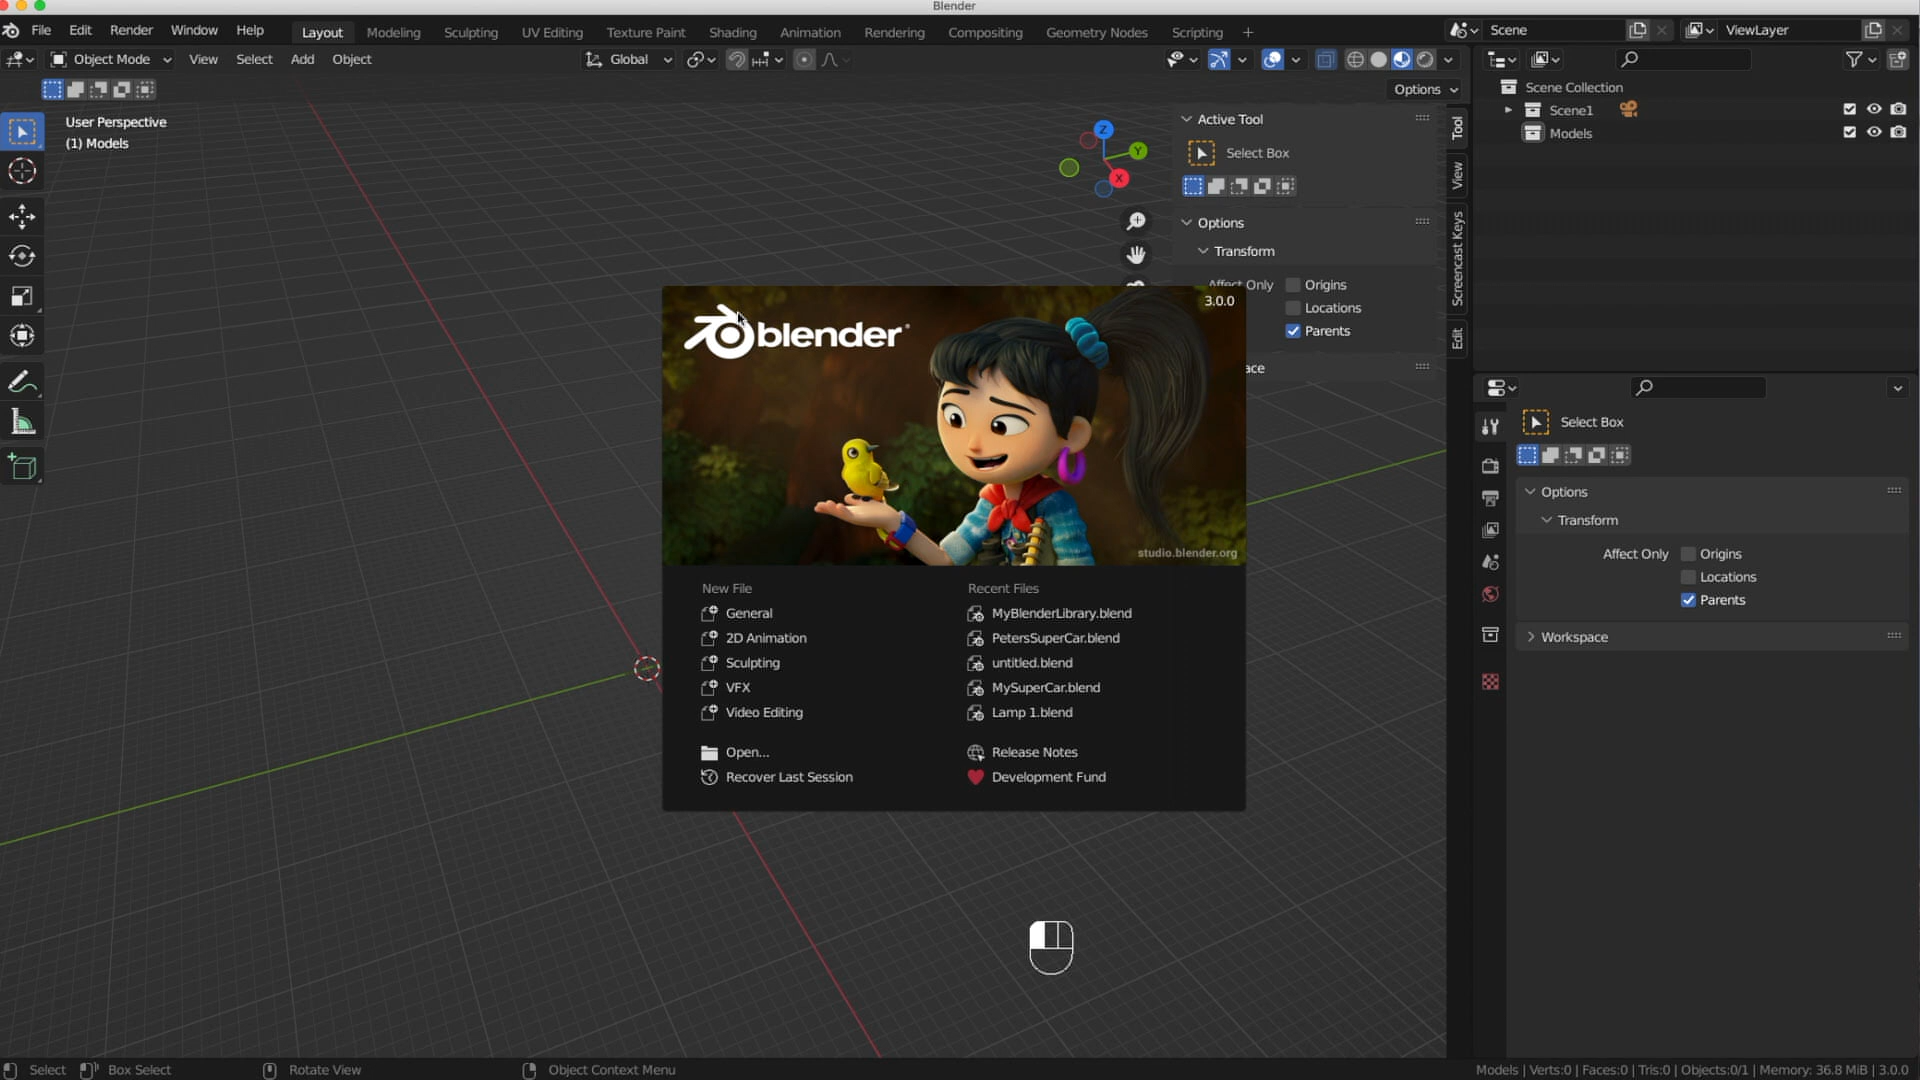 Blender
File Edit Render Window Help Layout Modeling Sculpting UV Editing Texture Paint Shading Animation Rendering Compositing Geometry Nodes Scripting + Scene ViewLayer
Object Mode View Select Add Object Global
Options
User Perspective
(1) Models
Z
Y
X
Active Tool
Select Box
Options
Transform
Affect Only Origins
Locations
Parents
Tool
View
Screencast Keys
Edit
Scene Collection
Scene1
Models
Select Box
Options
Transform
Affect Only Origins
Locations
Parents
Workspace
3.0.0
blender
studio.blender.org
New File
General
2D Animation
Sculpting
VFX
Video Editing
Open...
Recover Last Session
Recent Files
MyBlenderLibrary.blend
PetersSuperCar.blend
untitled.blend
MySuperCar.blend
Lamp 1.blend
Release Notes
Development Fund
Select Box Select Rotate View Object Context Menu Models | Verts:0 | Faces:0 | Tris:0 | Objects:0/1 | Memory: 36.8 MiB | 3.0.0